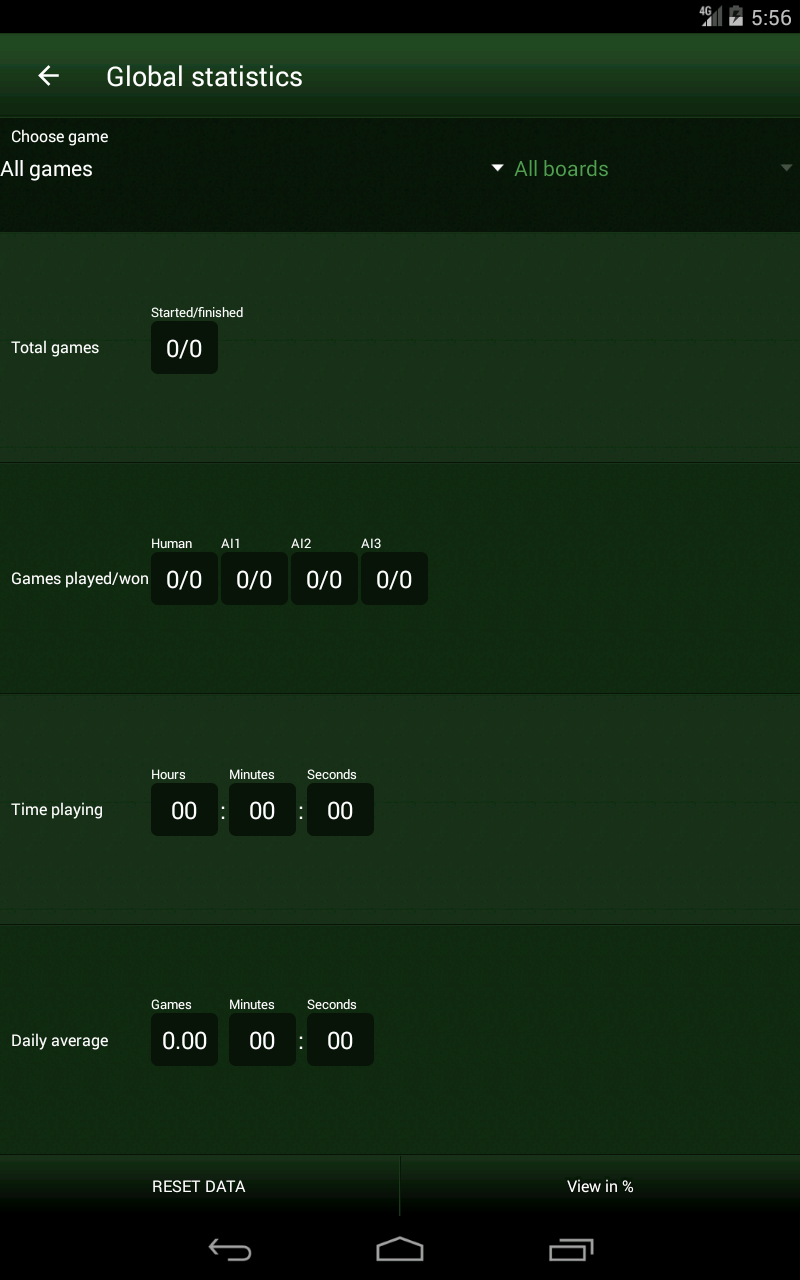 4G 5:56
Global statistics
Choose game
All games All boards
Started/finished
Total games 0/0
Human AI1 AI2 AI3
Games played/won 0/0 0/0 0/0 0/0
Hours Minutes Seconds
Time playing 00 : 00 : 00
Games Minutes Seconds
Daily average 0.00 00 : 00
RESET DATA View in %